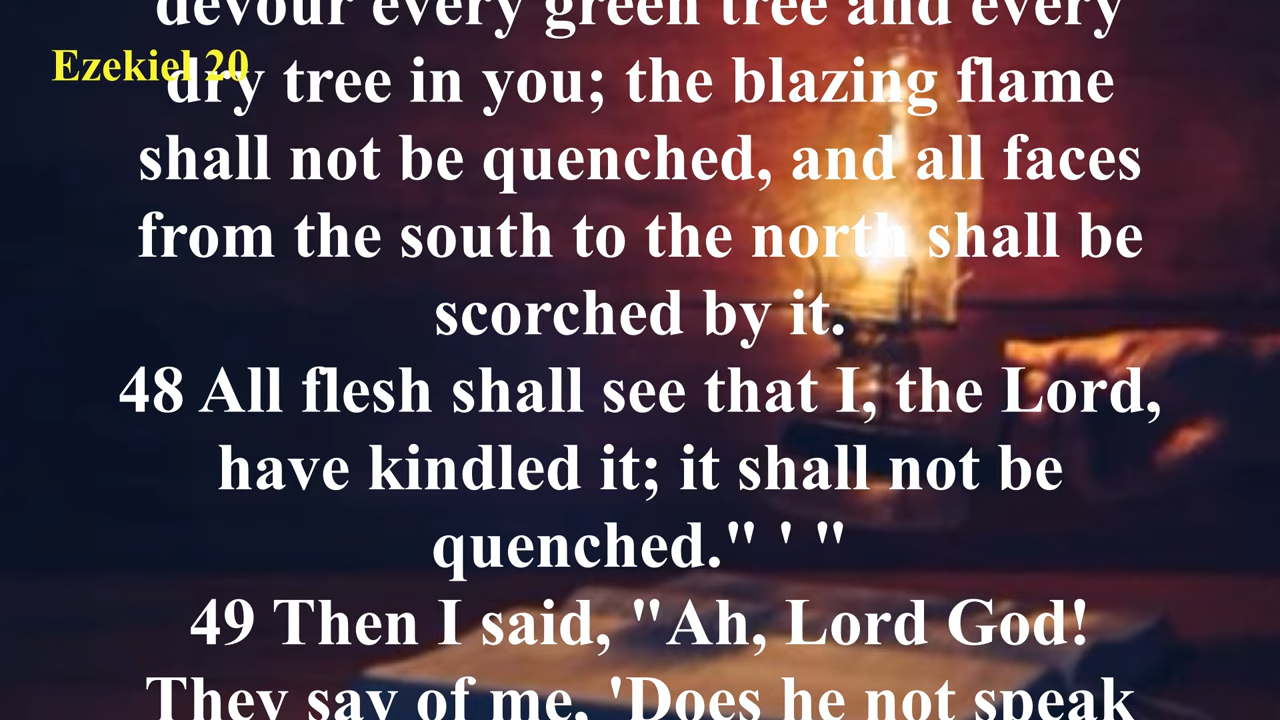 devour every green tree and every
Ezekiel 20
dry tree in you; the blazing flame
shall not be quenched, and all faces
from the south to the north shall be
scorched by it.
48 All flesh shall see that I, the Lord,
have kindled it; it shall not be
quenched." ' "
49 Then I said, "Ah, Lord God!
They say of me, 'Does he not speak